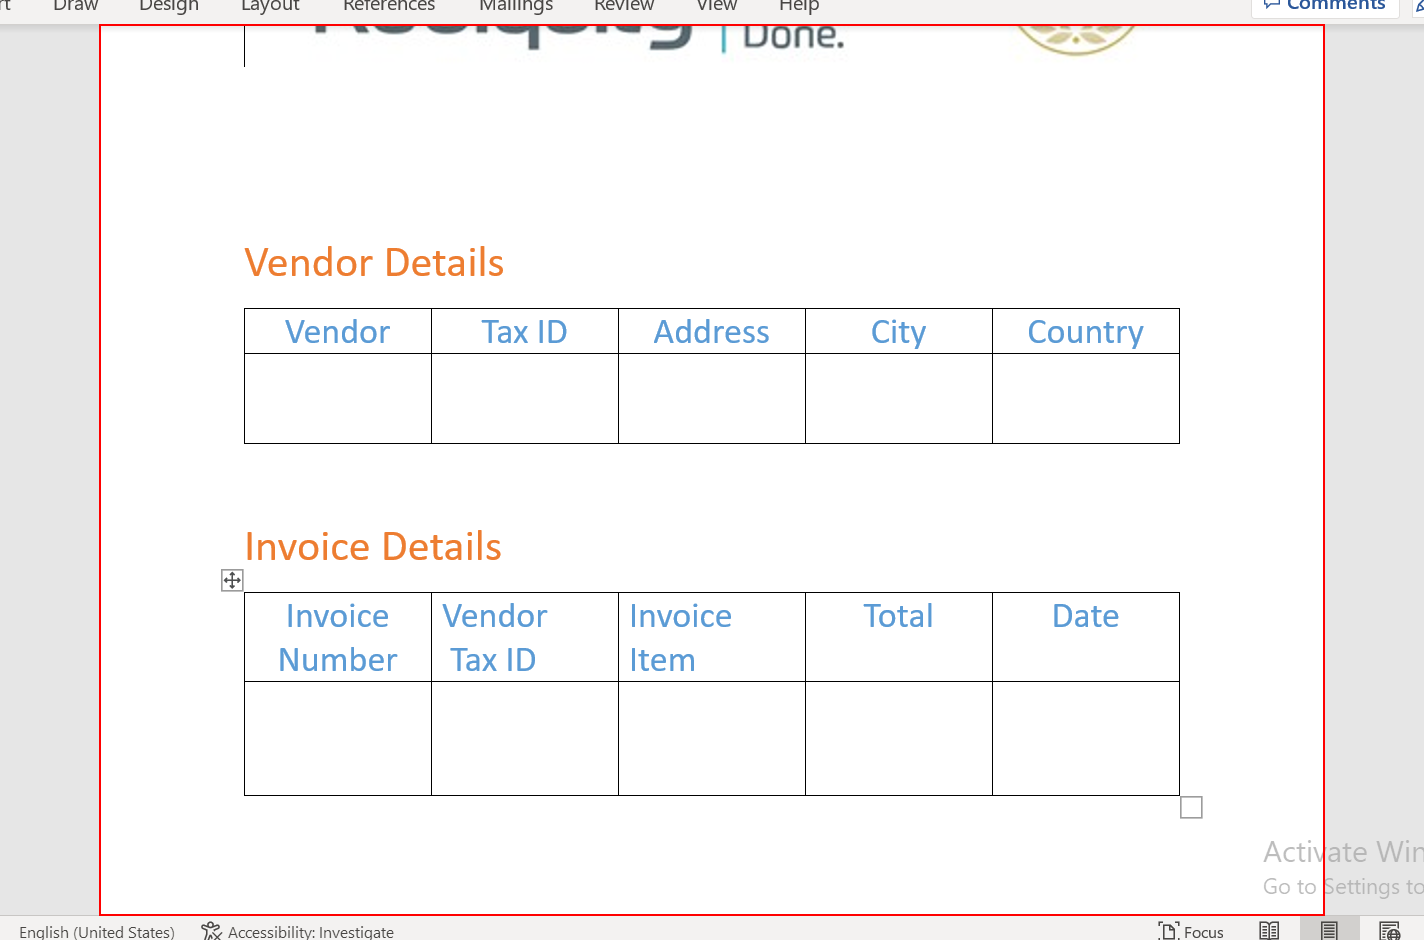 Draw Design Layout References Mailings Review View Help Comments
Done.
Vendor Details
Vendor Tax ID Address City Country
Invoice Details
Invoice Vendor Invoice Total Date
Number Tax ID Item
Activate Win
Go to Settings to
English (United States) Accessibility: Investigate Focus